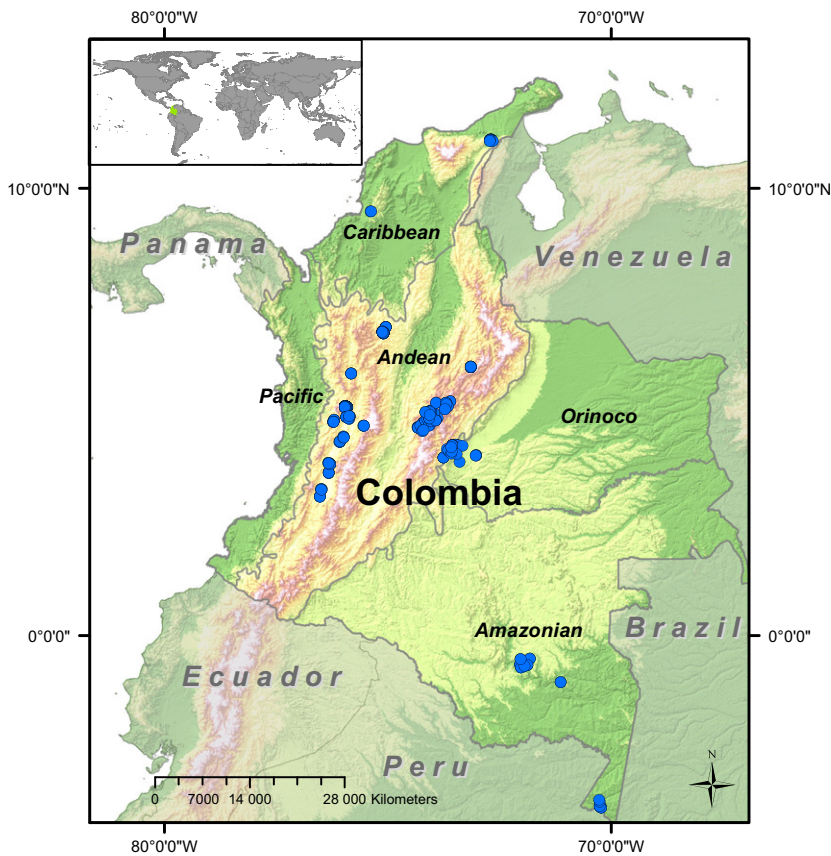 80°0'0"W 70°0'0"W
10°0'0"N 10°0'0"N
Caribbean
Panama
Venezuela
Andean
Pacific
Orinoco
Colombia
Amazonian
Brazil
0°0'0" 0°0'0"
Ecuador
Peru
N
0 7000 14 000 28 000 Kilometers
80°0'0"W 70°0'0"W